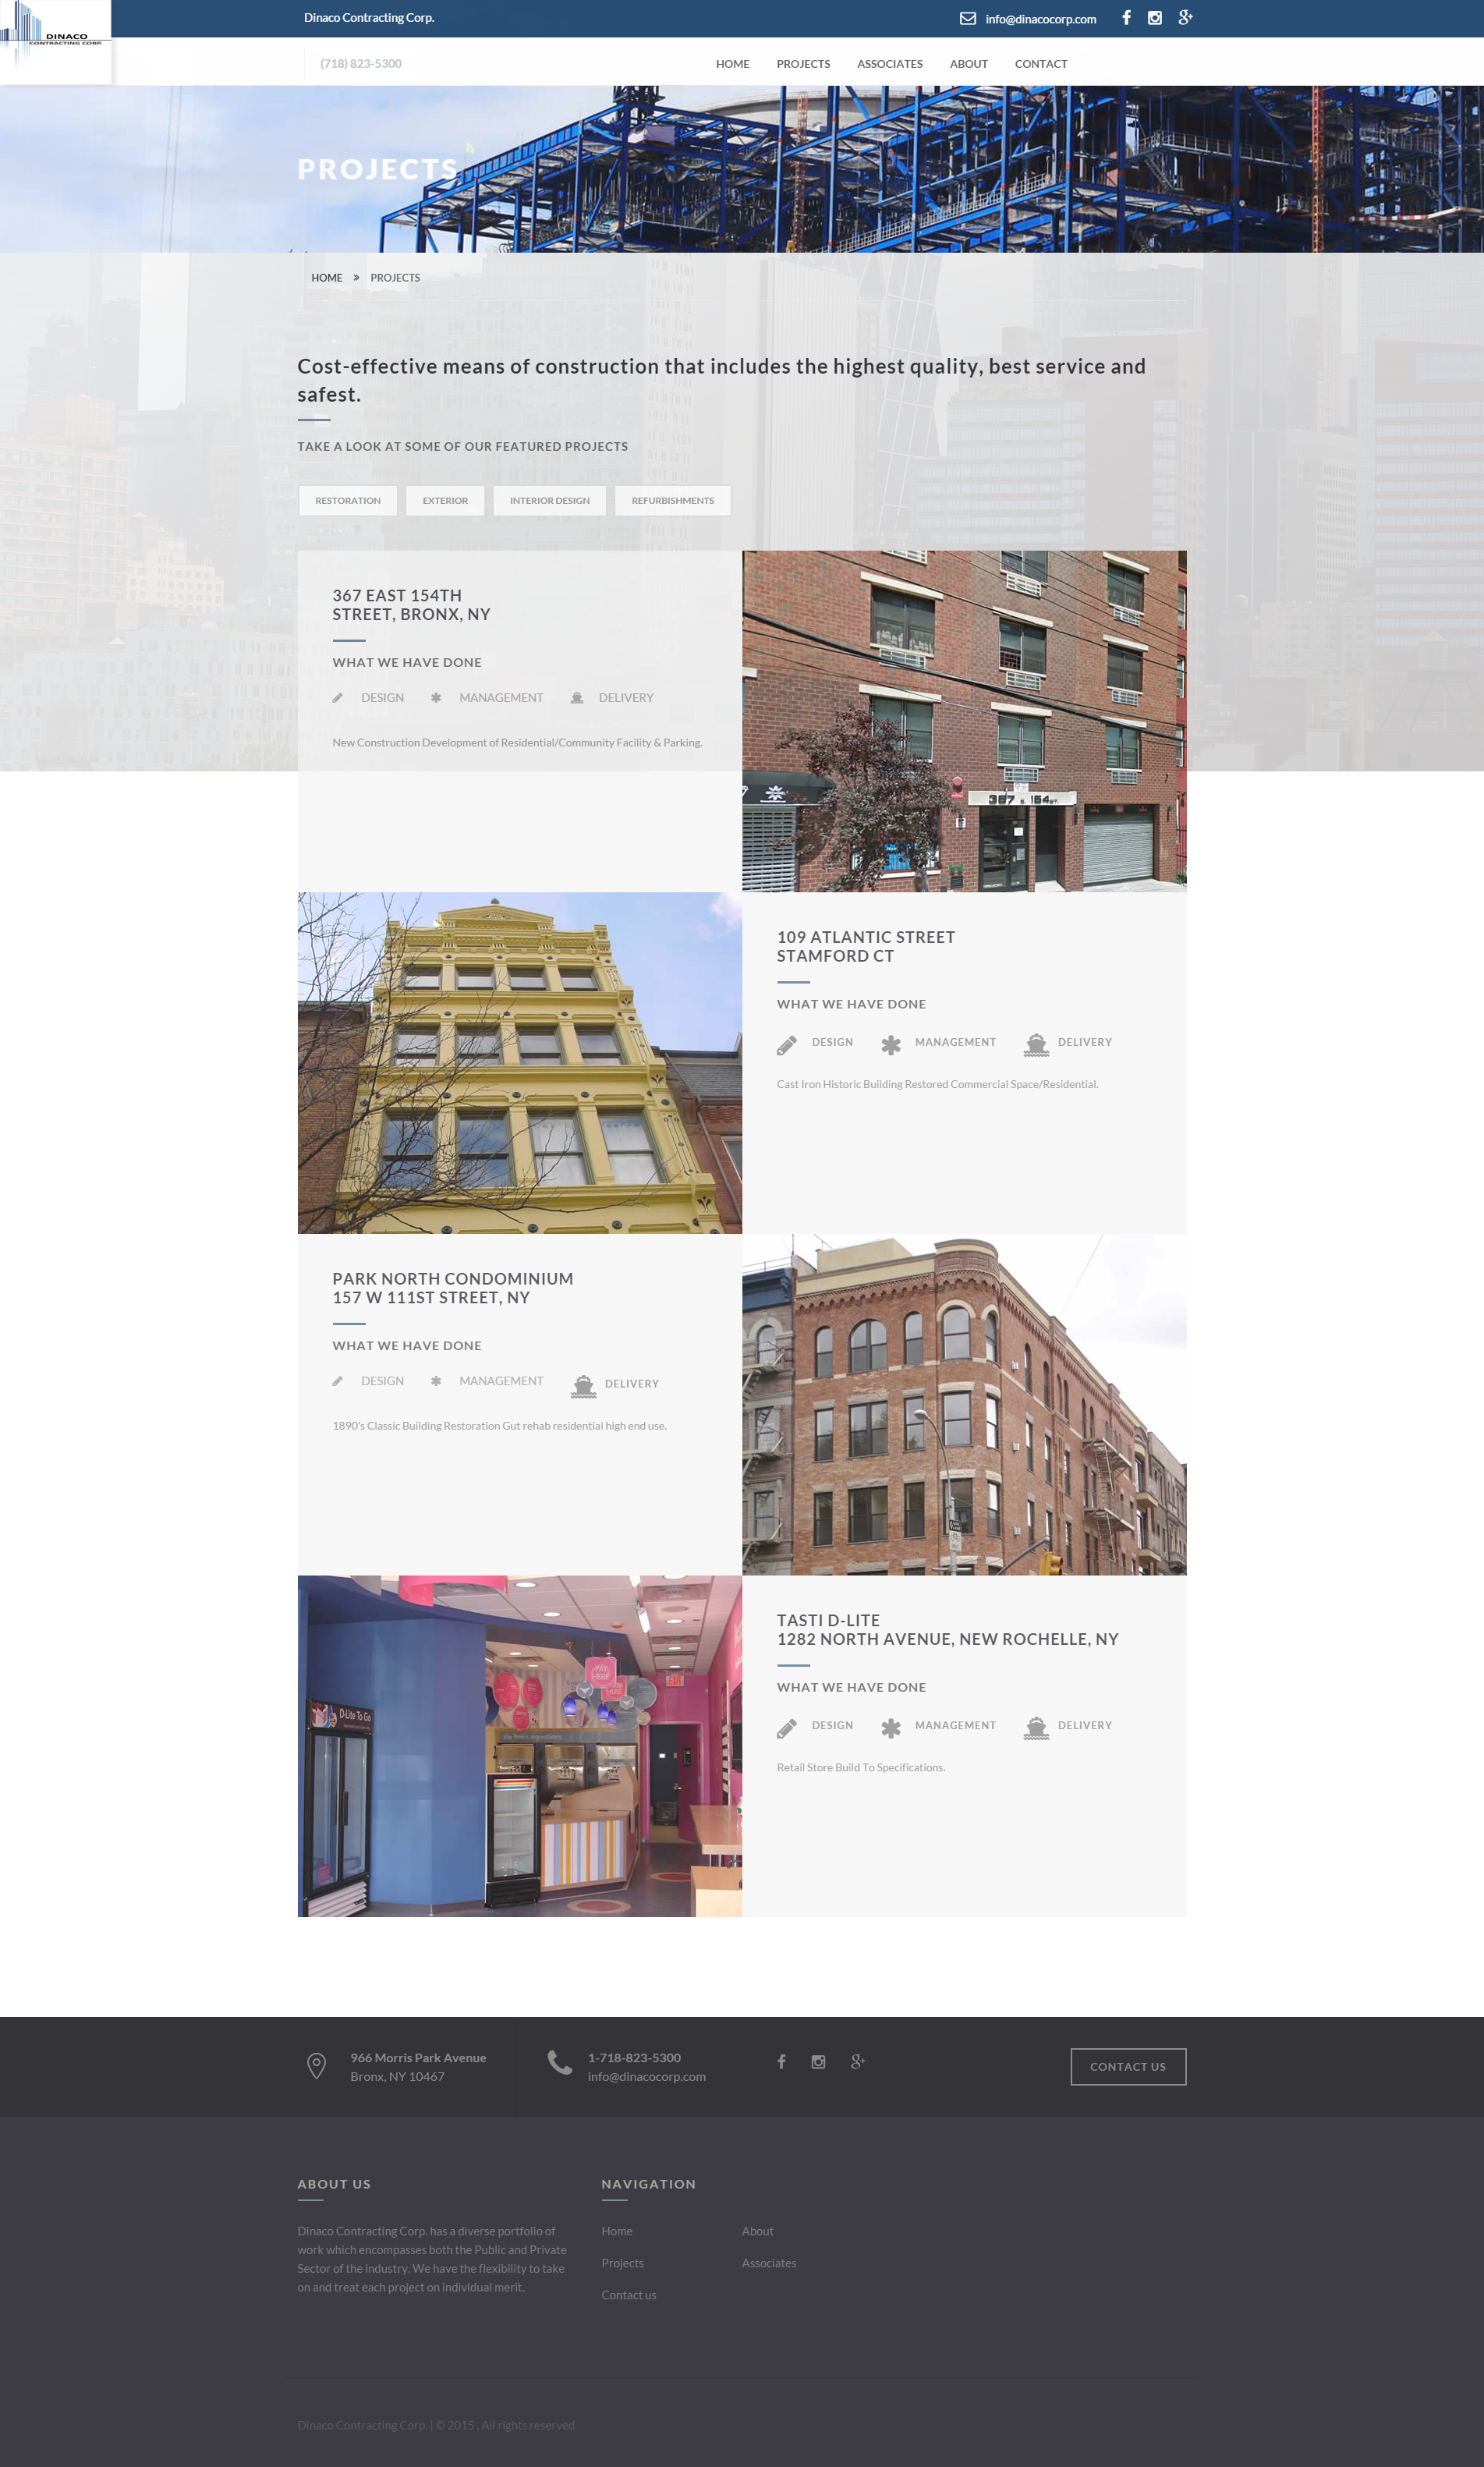 DINACO
CONTRACTING CORP.
Dinaco Contracting Corp.
info@dinacocorp.com
(718) 823-5300
HOME PROJECTS ASSOCIATES ABOUT CONTACT
PROJECTS
HOME » PROJECTS
Cost-effective means of construction that includes the highest quality, best service and
safest.
TAKE A LOOK AT SOME OF OUR FEATURED PROJECTS
RESTORATION EXTERIOR INTERIOR DESIGN REFURBISHMENTS
367 EAST 154TH
STREET, BRONX, NY
WHAT WE HAVE DONE
DESIGN MANAGEMENT DELIVERY
New Construction Development of Residential/Community Facility & Parking.
109 ATLANTIC STREET
STAMFORD CT
WHAT WE HAVE DONE
DESIGN MANAGEMENT DELIVERY
Cast Iron Historic Building Restored Commercial Space/Residential.
PARK NORTH CONDOMINIUM
157 W 111ST STREET, NY
WHAT WE HAVE DONE
DESIGN MANAGEMENT DELIVERY
1890's Classic Building Restoration Gut rehab residential high end use.
D-Lite To Go
PAY
HERE
TASTI D-LITE
1282 NORTH AVENUE, NEW ROCHELLE, NY
WHAT WE HAVE DONE
DESIGN MANAGEMENT DELIVERY
Retail Store Build To Specifications.
966 Morris Park Avenue
Bronx, NY 10467
1-718-823-5300
info@dinacocorp.com
CONTACT US
ABOUT US
Dinaco Contracting Corp. has a diverse portfolio of
work which encompasses both the Public and Private
Sector of the industry. We have the flexibility to take
on and treat each project on individual merit.
NAVIGATION
Home About
Projects Associates
Contact us
Dinaco Contracting Corp. | © 2015 . All rights reserved